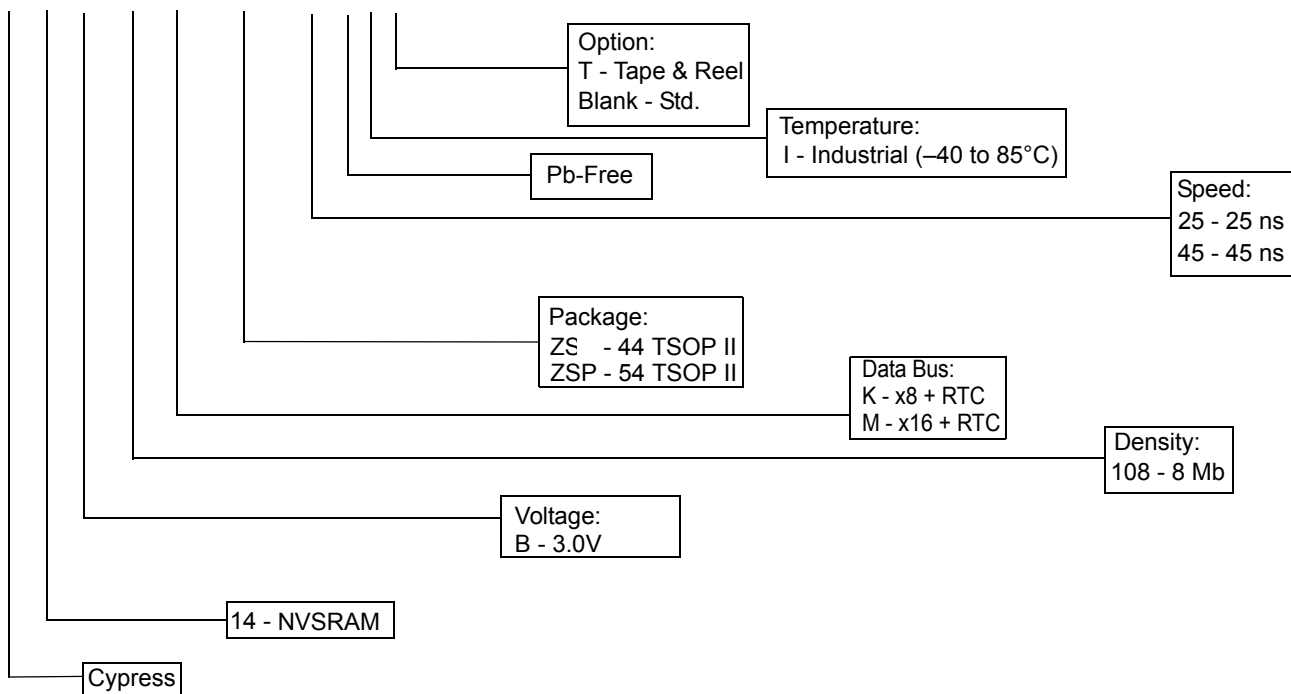 Option:
T - Tape & Reel
Blank - Std.
Temperature:
I - Industrial (–40 to 85°C)
Pb-Free
Speed:
25 - 25 ns
45 - 45 ns
Package:
ZS - 44 TSOP II
ZSP - 54 TSOP II
Data Bus:
K - x8 + RTC
M - x16 + RTC
Density:
108 - 8 Mb
Voltage:
B - 3.0V
14 - NVSRAM
Cypress